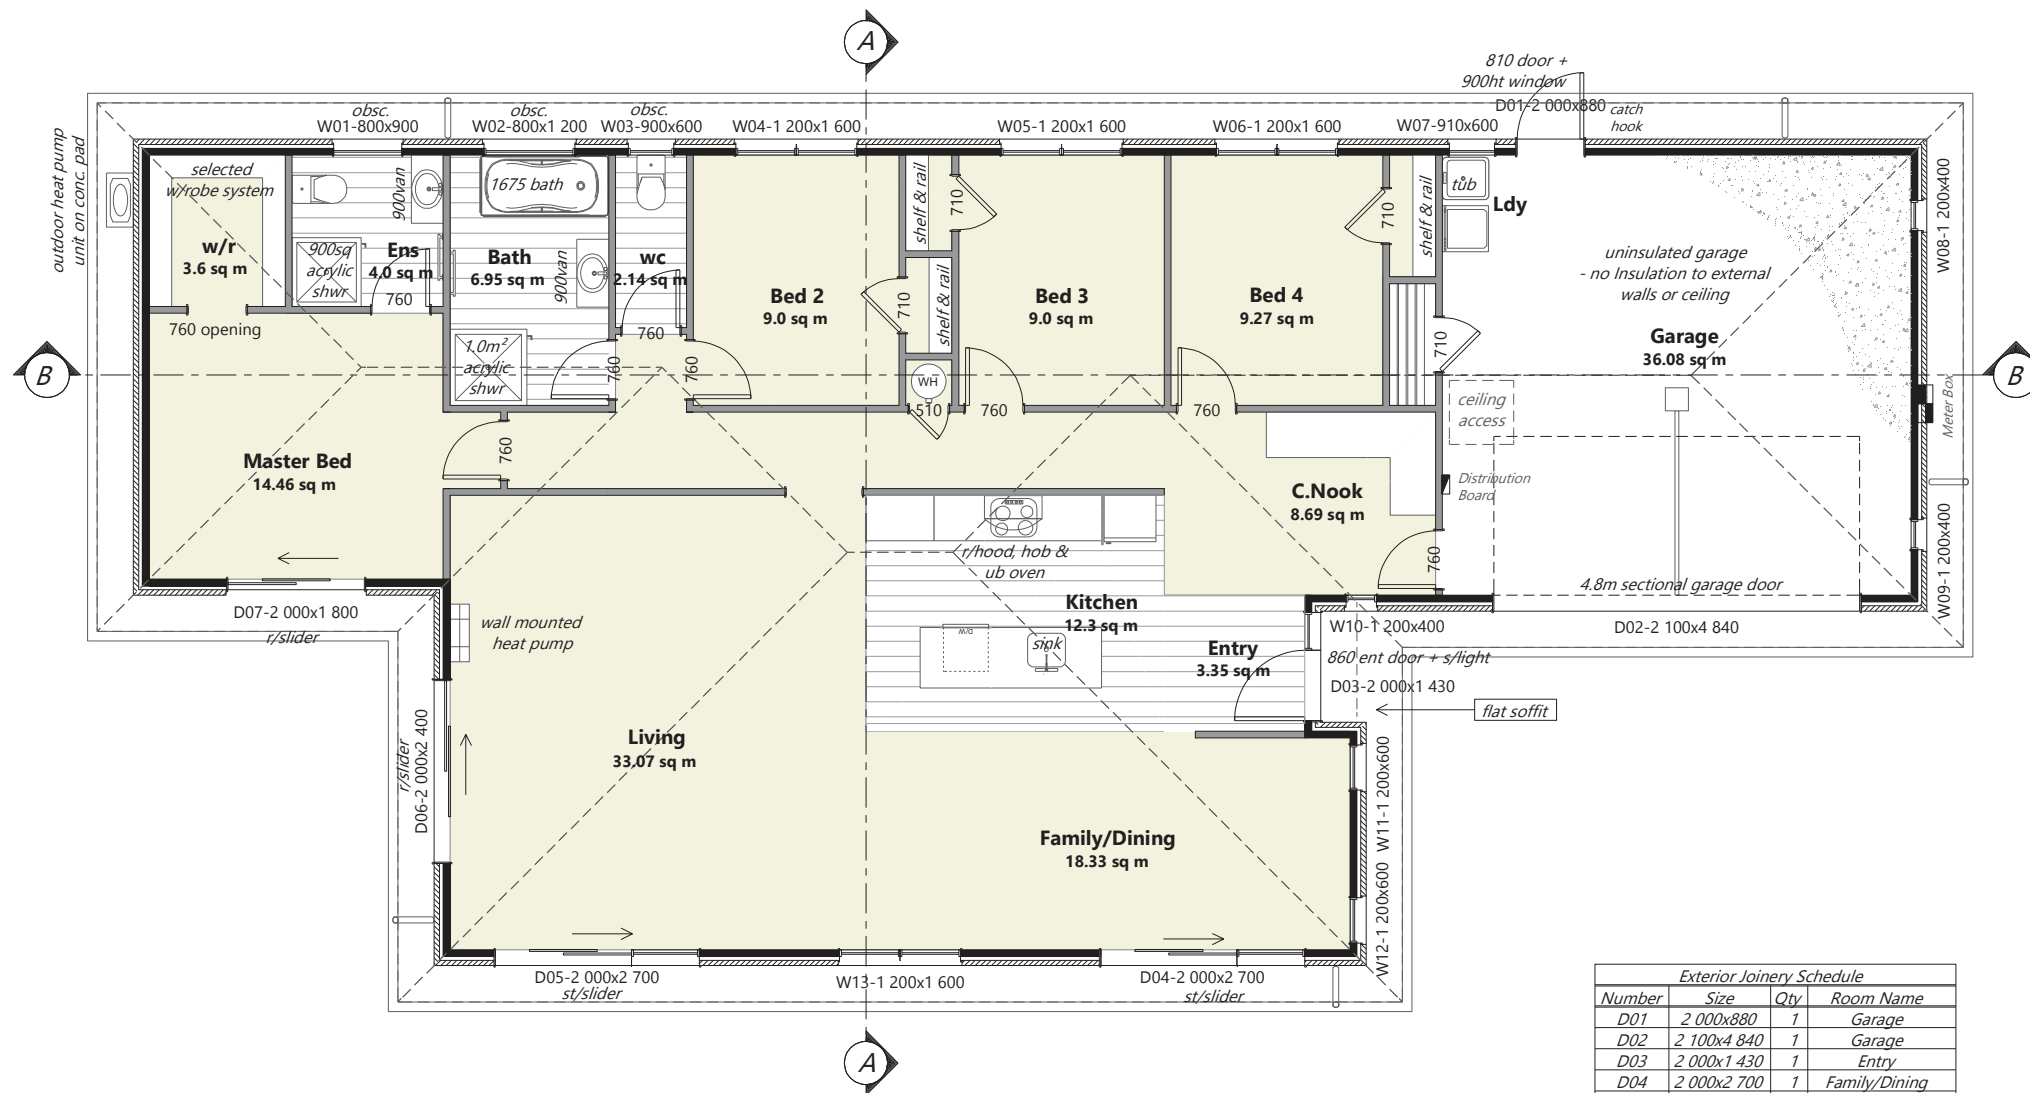 A
810 door +
900ht window
D01-2 000x880
catch
hook
obsc.
W01-800x900
obsc.
W02-800x1 200
obsc.
W03-900x600
W04-1 200x1 600
W05-1 200x1 600
W06-1 200x1 600
W07-910x600
outdoor heat pump
unit on conc. pad
selected
w/robe system
w/r
3.6 sq m
760 opening
900van
Ens
4.0 sq m
900sq
acrylic
shwr
760
1675 bath
Bath
6.95 sq m
900van
1.0m²
acrylic
shwr
760
wc
2.14 sq m
760
760
Bed 2
9.0 sq m
710
shelf & rail
shelf & rail
710
WH
510
Bed 3
9.0 sq m
760
Bed 4
9.27 sq m
760
710
shelf & rail
710
tub
Ldy
uninsulated garage
- no Insulation to external
walls or ceiling
Garage
36.08 sq m
W08-1 200x400
B
B
Meter Box
ceiling
access
Distribution
Board
Master Bed
14.46 sq m
760
C.Nook
8.69 sq m
760
r/hood, hob &
ub oven
4.8m sectional garage door
W09-1 200x400
D07-2 000x1 800
r/slider
wall mounted
heat pump
Kitchen
12.3 sq m
D/W
sink
Entry
3.35 sq m
W10-1 200x400
D02-2 100x4 840
860 ent door + s/light
D03-2 000x1 430
flat soffit
r/slider
D06-2 000x2 400
Living
33.07 sq m
W11-1 200x600
Family/Dining
18.33 sq m
W12-1 200x600
D05-2 000x2 700
st/slider
W13-1 200x1 600
D04-2 000x2 700
st/slider
A
Exterior Joinery Schedule
Number Size Qty Room Name
D01 2 000x880 1 Garage
D02 2 100x4 840 1 Garage
D03 2 000x1 430 1 Entry
D04 2 000x2 700 1 Family/Dining